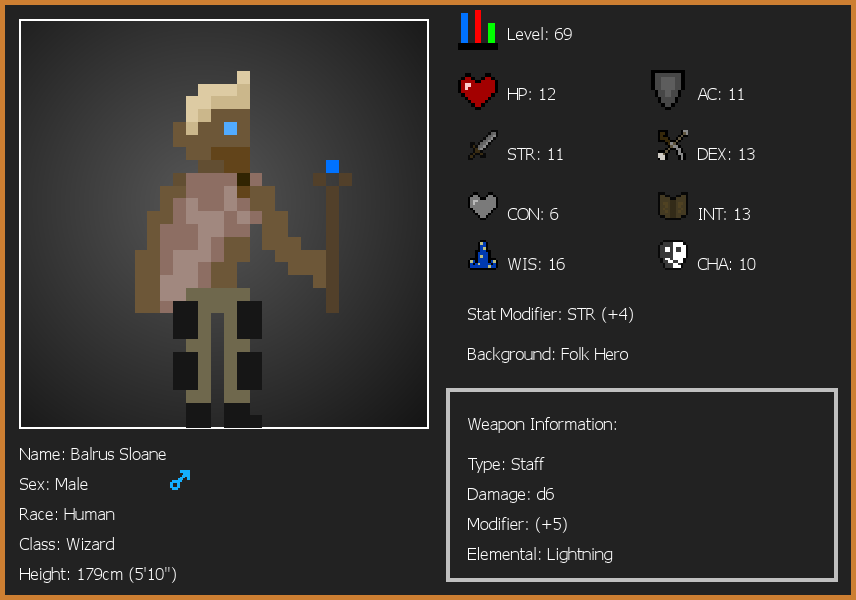 Level: 69
HP: 12
AC: 11
STR: 11
DEX: 13
CON: 6
INT: 13
WIS: 16
CHA: 10
Stat Modifier: STR (+4)
Background: Folk Hero
Weapon Information:
Type: Staff
Damage: d6
Modifier: (+5)
Elemental: Lightning
Name: Balrus Sloane
Sex: Male
Race: Human
Class: Wizard
Height: 179cm (5'10")